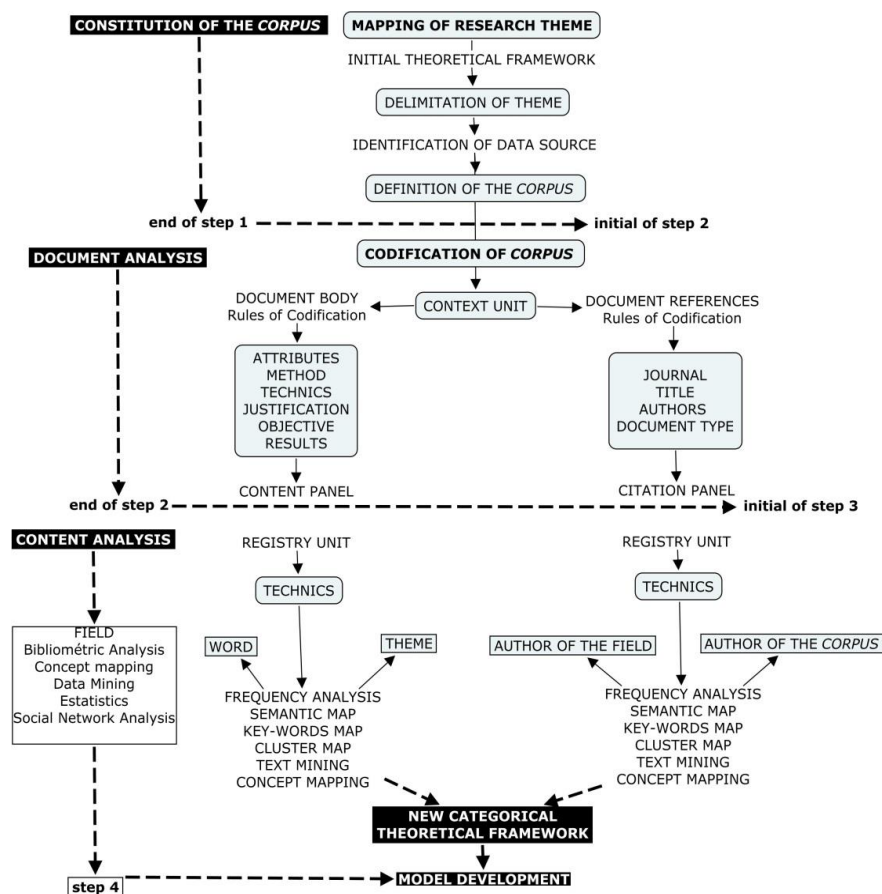 CONSTITUTION OF THE CORPUS
MAPPING OF RESEARCH THEME
INITIAL THEORETICAL FRAMEWORK
DELIMITATION OF THEME
IDENTIFICATION OF DATA SOURCE
DEFINITION OF THE CORPUS
end of step 1
initial of step 2
DOCUMENT ANALYSIS
CODIFICATION OF CORPUS
CONTEXT UNIT
DOCUMENT BODY
Rules of Codification
ATTRIBUTES
METHOD
TECHNICS
JUSTIFICATION
OBJECTIVE
RESULTS
CONTENT PANEL
DOCUMENT REFERENCES
Rules of Codification
JOURNAL
TITLE
AUTHORS
DOCUMENT TYPE
CITATION PANEL
end of step 2
initial of step 3
CONTENT ANALYSIS
FIELD
Bibliométric Analysis
Concept mapping
Data Mining
Estatistics
Social Network Analysis
REGISTRY UNIT
TECHNICS
WORD
THEME
FREQUENCY ANALYSIS
SEMANTIC MAP
KEY-WORDS MAP
CLUSTER MAP
TEXT MINING
CONCEPT MAPPING
REGISTRY UNIT
TECHNICS
AUTHOR OF THE FIELD
AUTHOR OF THE CORPUS
FREQUENCY ANALYSIS
SEMANTIC MAP
KEY-WORDS MAP
CLUSTER MAP
TEXT MINING
CONCEPT MAPPING
NEW CATEGORICAL
THEORETICAL FRAMEWORK
step 4
MODEL DEVELOPMENT